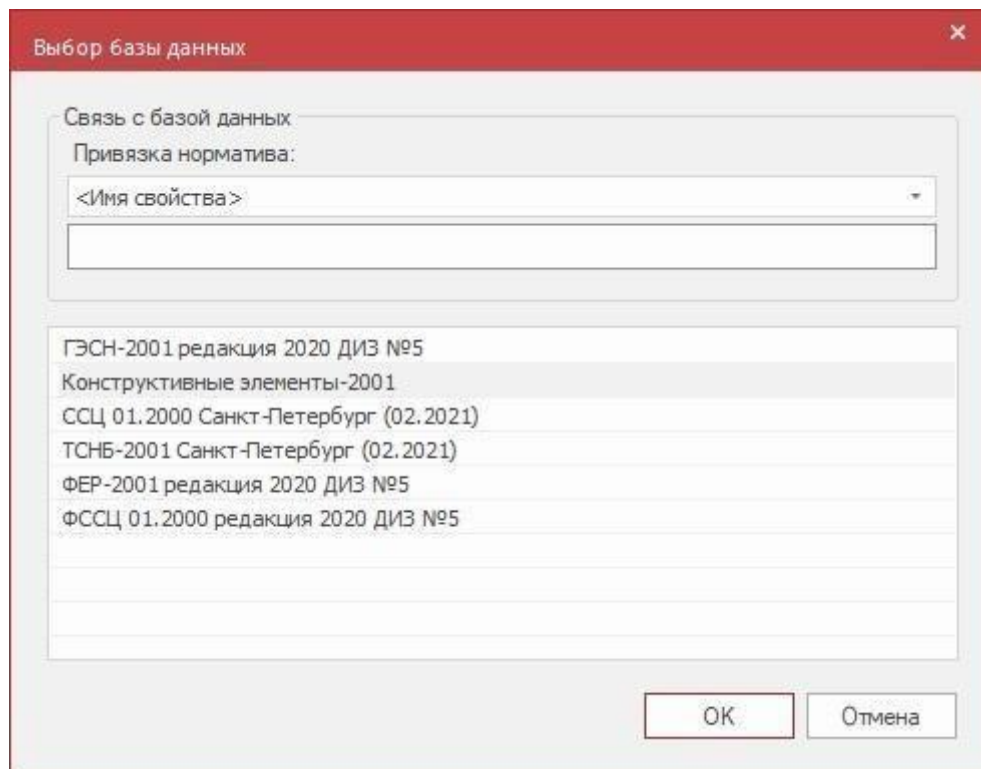 Выбор базы данных
Связь с базой данных
Привязка норматива:
<Имя свойства>
ГЭСН-2001 редакция 2020 ДИЗ №5
Конструктивные элементы-2001
ССЦ 01.2000 Санкт-Петербург (02.2021)
ТСНБ-2001 Санкт-Петербург (02.2021)
ФЕР-2001 редакция 2020 ДИЗ №5
ФССЦ 01.2000 редакция 2020 ДИЗ №5
ОК Отмена